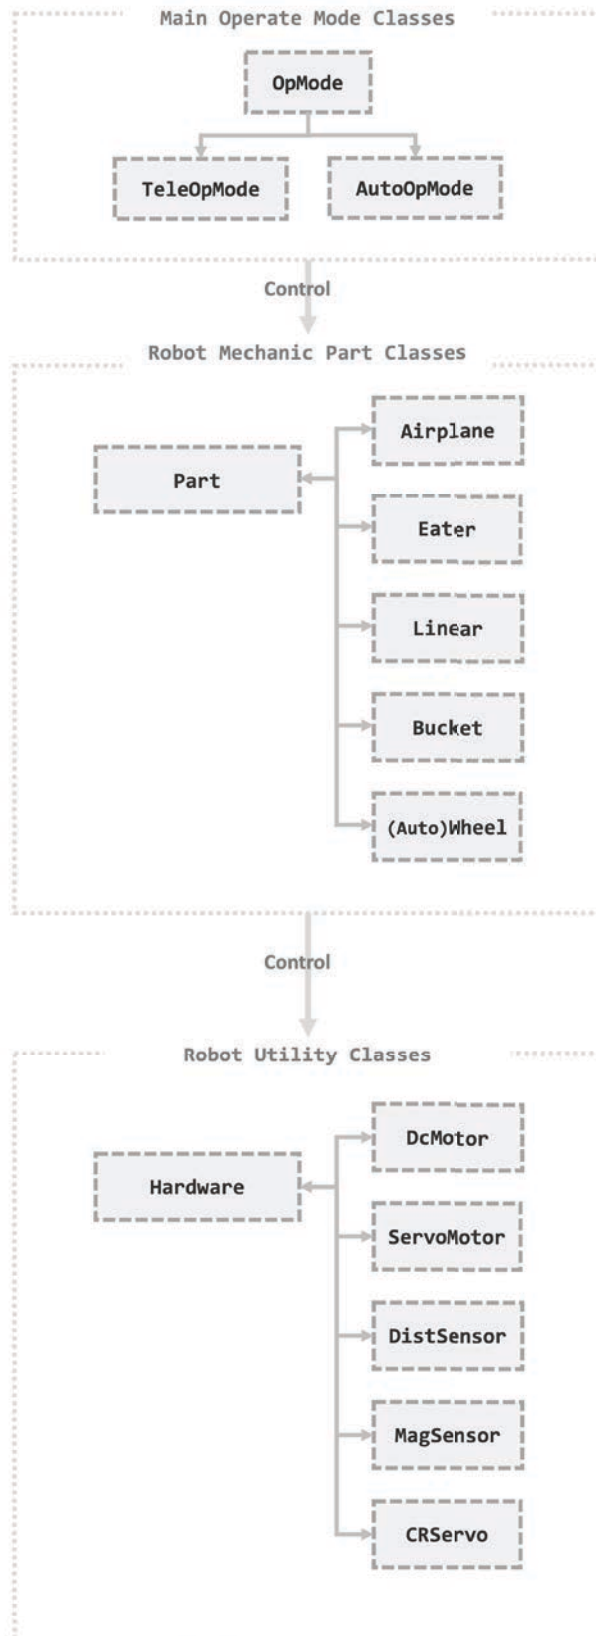 Main Operate Mode Classes
OpMode
TeleOpMode
AutoOpMode
Control
Robot Mechanic Part Classes
Part
Airplane
Eater
Linear
Bucket
(Auto)Wheel
Control
Robot Utility Classes
Hardware
DcMotor
ServoMotor
DistSensor
MagSensor
CRServo